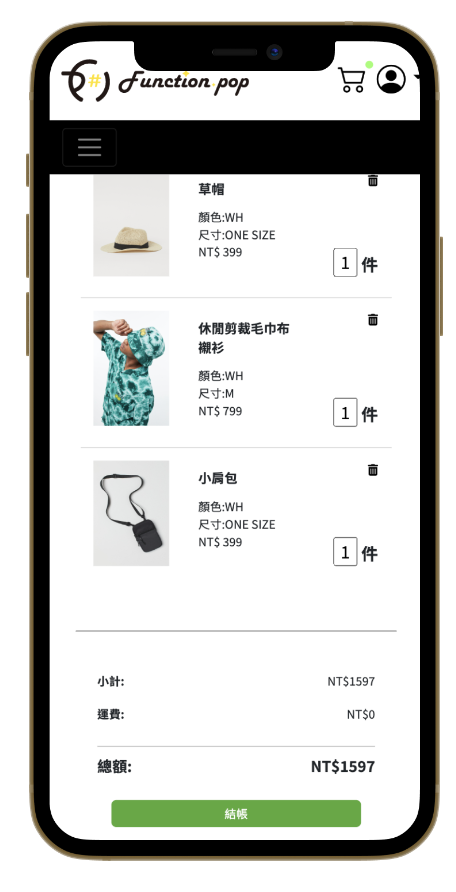 #
Function.pop
草帽
顏色:WH
尺寸:ONE SIZE
NT$ 399
1 件
休閒剪裁毛巾布
襯衫
顏色:WH
尺寸:M
NT$ 799
1 件
小肩包
顏色:WH
尺寸:ONE SIZE
NT$ 399
1 件
小計: NT$1597
運費: NT$0
總額: NT$1597
結帳